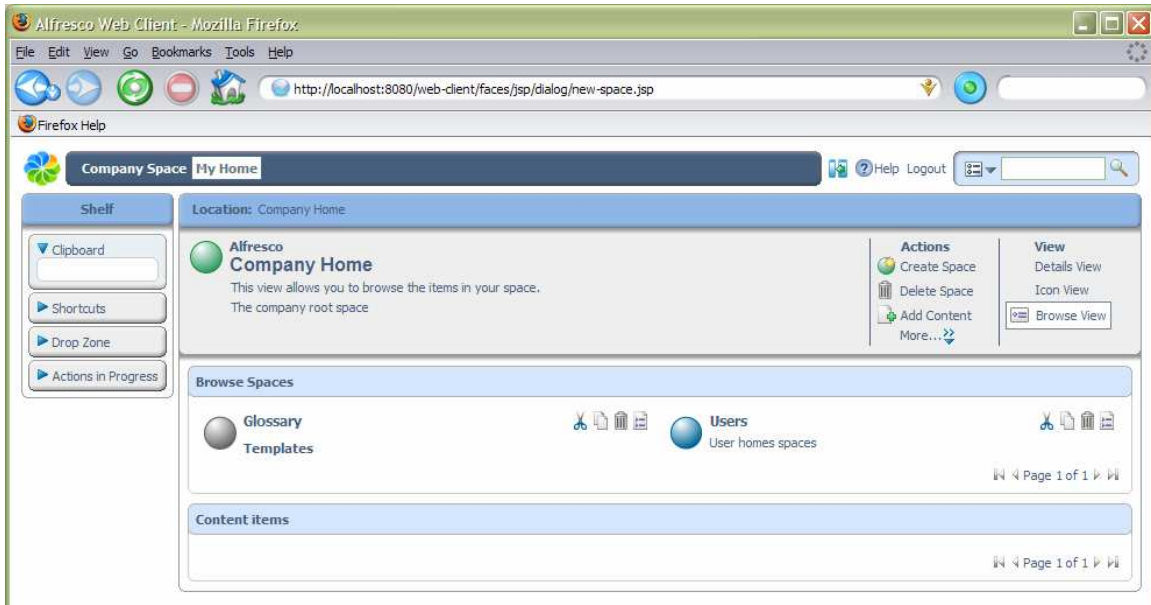 Alfresco Web Client - Mozilla Firefox
File Edit View Go Bookmarks Tools Help
http://localhost:8080/web-client/faces/jsp/dialog/new-space.jsp
Firefox Help
Company Space My Home
Help Logout
Shelf
Clipboard
Shortcuts
Drop Zone
Actions in Progress
Location: Company Home
Alfresco
Company Home
This view allows you to browse the items in your space.
The company root space
Actions
Create Space
Delete Space
Add Content
More...
View
Details View
Icon View
Browse View
Browse Spaces
Glossary
Templates
Users
User homes spaces
Page 1 of 1
Content items
Page 1 of 1